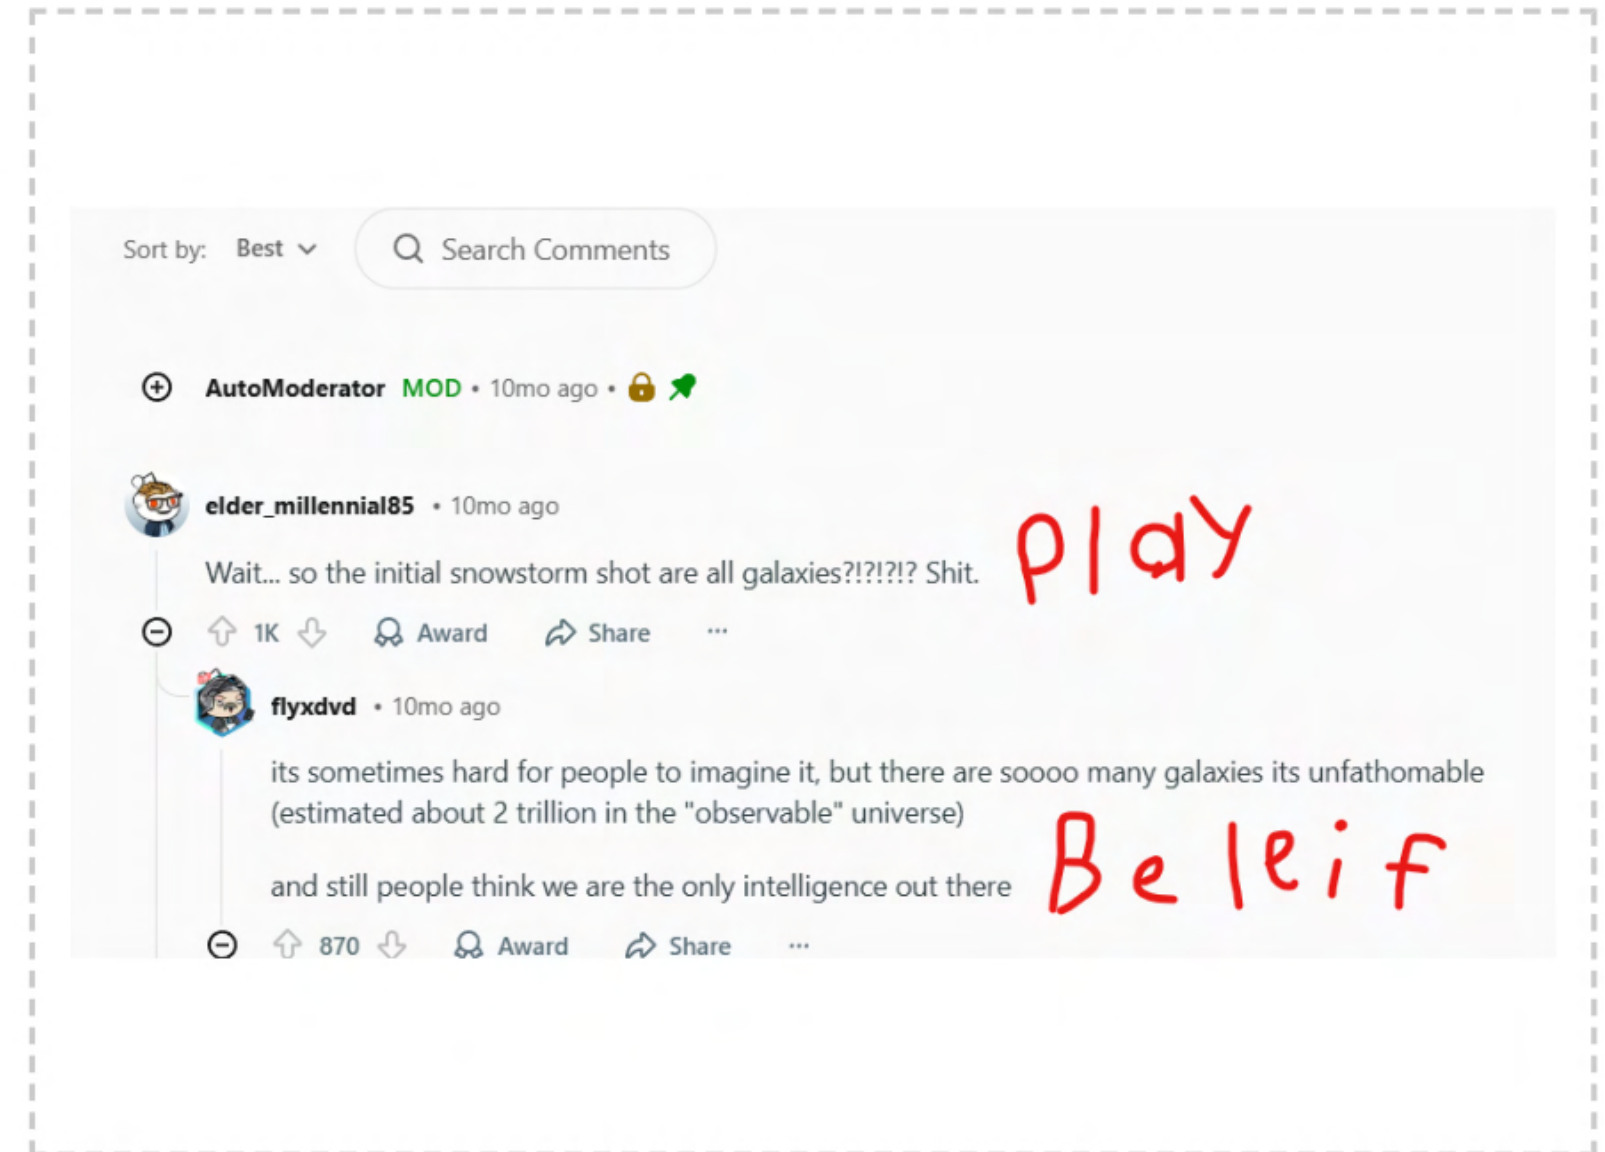 Sort by: Best Search Comments
AutoModerator MOD • 10mo ago •
elder_millennial85 • 10mo ago
Wait... so the initial snowstorm shot are all galaxies?!?!?!? Shit.
play
1K Award Share ...
flyxdvd • 10mo ago
its sometimes hard for people to imagine it, but there are soooo many galaxies its unfathomable
(estimated about 2 trillion in the "observable" universe)
and still people think we are the only intelligence out there
Beleif
870 Award Share ...